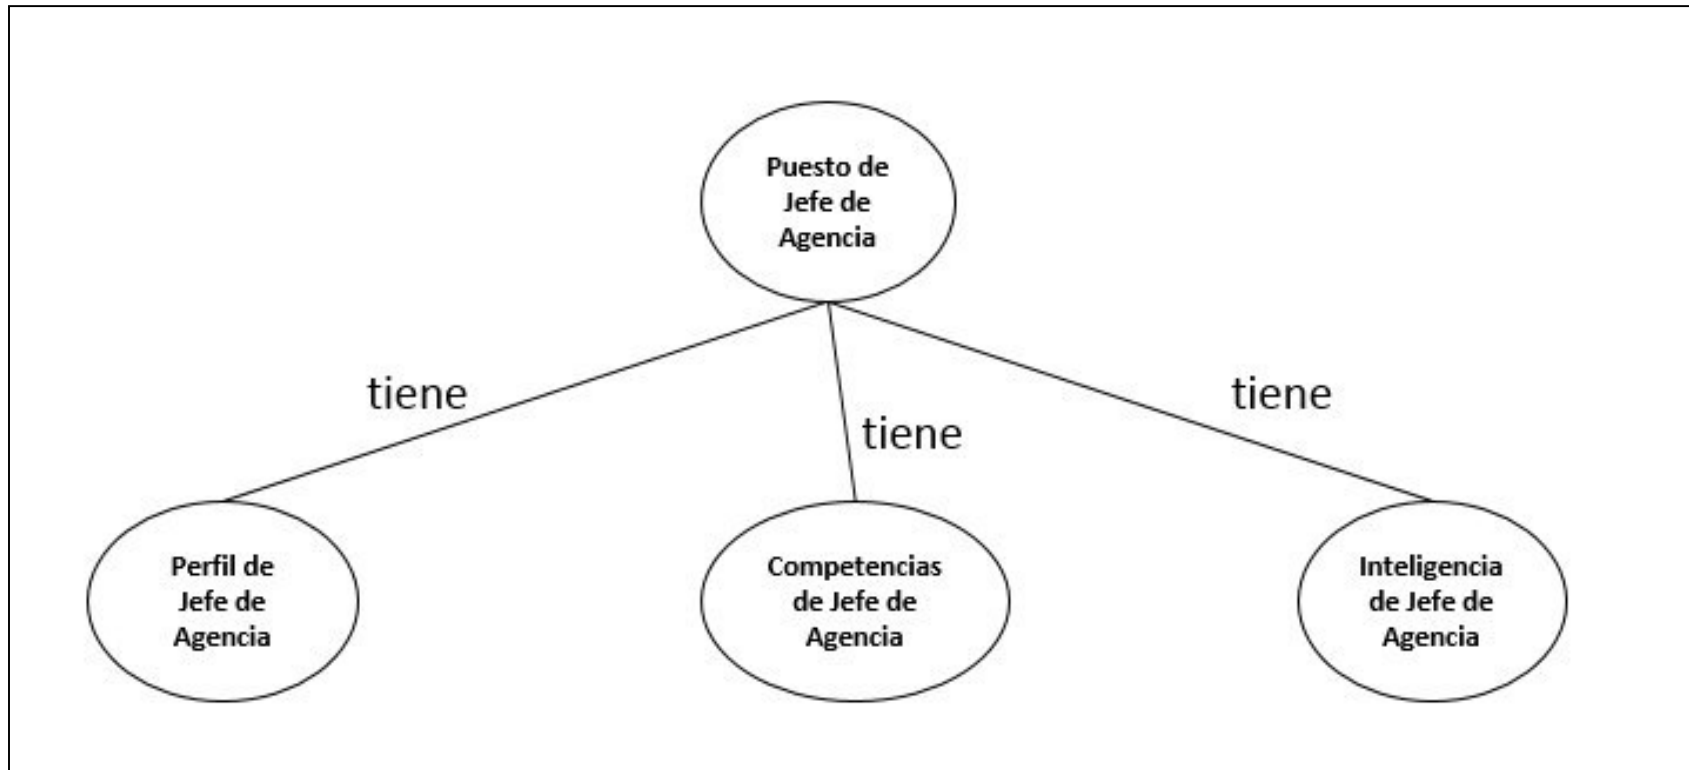 Puesto de
Jefe de
Agencia
tiene
tiene
tiene
Perfil de
Jefe de
Agencia
Competencias
de Jefe de
Agencia
Inteligencia
de Jefe de
Agencia